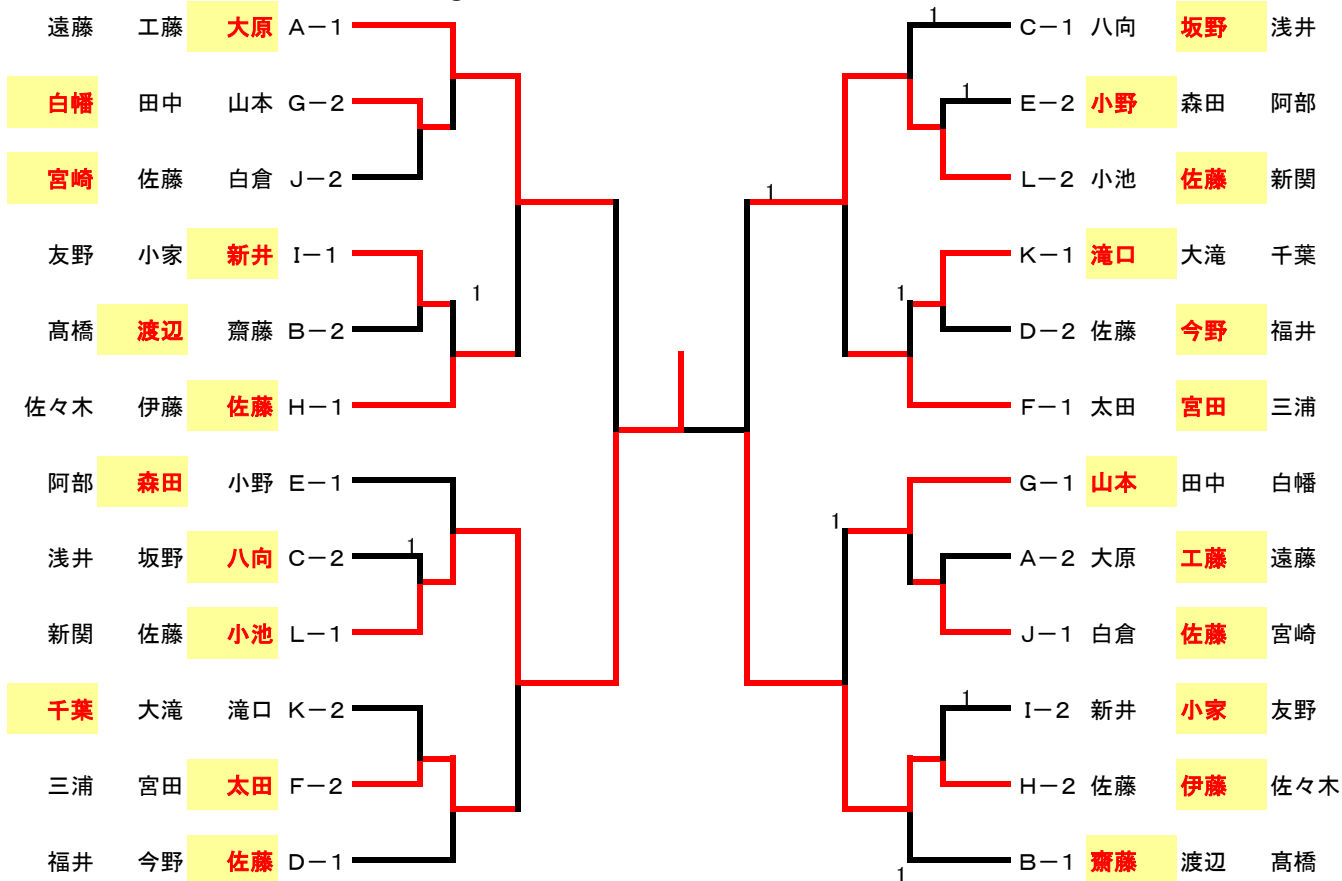 遠藤 工藤 大原 A-1
白幡 田中 山本 G-2
宮崎 佐藤 白倉 J-2
友野 小家 新井 I-1
1
髙橋 渡辺 齋藤 B-2
佐々木 伊藤 佐藤 H-1
阿部 森田 小野 E-1
1
浅井 坂野 八向 C-2
新関 佐藤 小池 L-1
千葉 大滝 滝口 K-2
三浦 宮田 太田 F-2
福井 今野 佐藤 D-1
1
C-1 八向 坂野 浅井
1
E-2 小野 森田 阿部
L-2 小池 佐藤 新関
1
K-1 滝口 大滝 千葉
1
D-2 佐藤 今野 福井
F-1 太田 宮田 三浦
G-1 山本 田中 白幡
1
A-2 大原 工藤 遠藤
J-1 白倉 佐藤 宮崎
1
I-2 新井 小家 友野
H-2 佐藤 伊藤 佐々木
B-1 齋藤 渡辺 髙橋
1